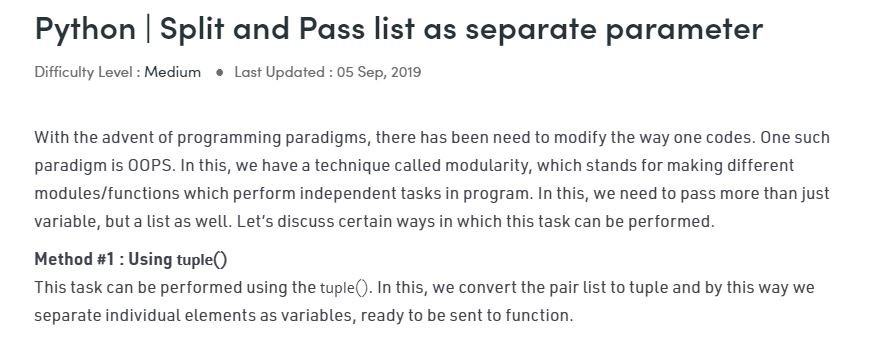 Python | Split and Pass list as separate parameter
Difficulty Level : Medium ● Last Updated : 05 Sep, 2019
With the advent of programming paradigms, there has been need to modify the way one codes. One such
paradigm is OOPS. In this, we have a technique called modularity, which stands for making different
modules/functions which perform independent tasks in program. In this, we need to pass more than just
variable, but a list as well. Let’s discuss certain ways in which this task can be performed.
Method #1 : Using tuple()
This task can be performed using the tuple(). In this, we convert the pair list to tuple and by this way we
separate individual elements as variables, ready to be sent to function.